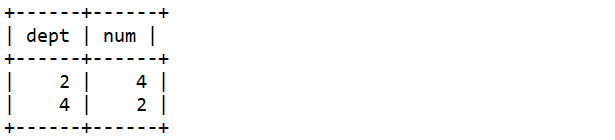 +------+------+
| dept | num |
+------+------+
|    2 |    4 |
|    4 |    2 |
+------+------+